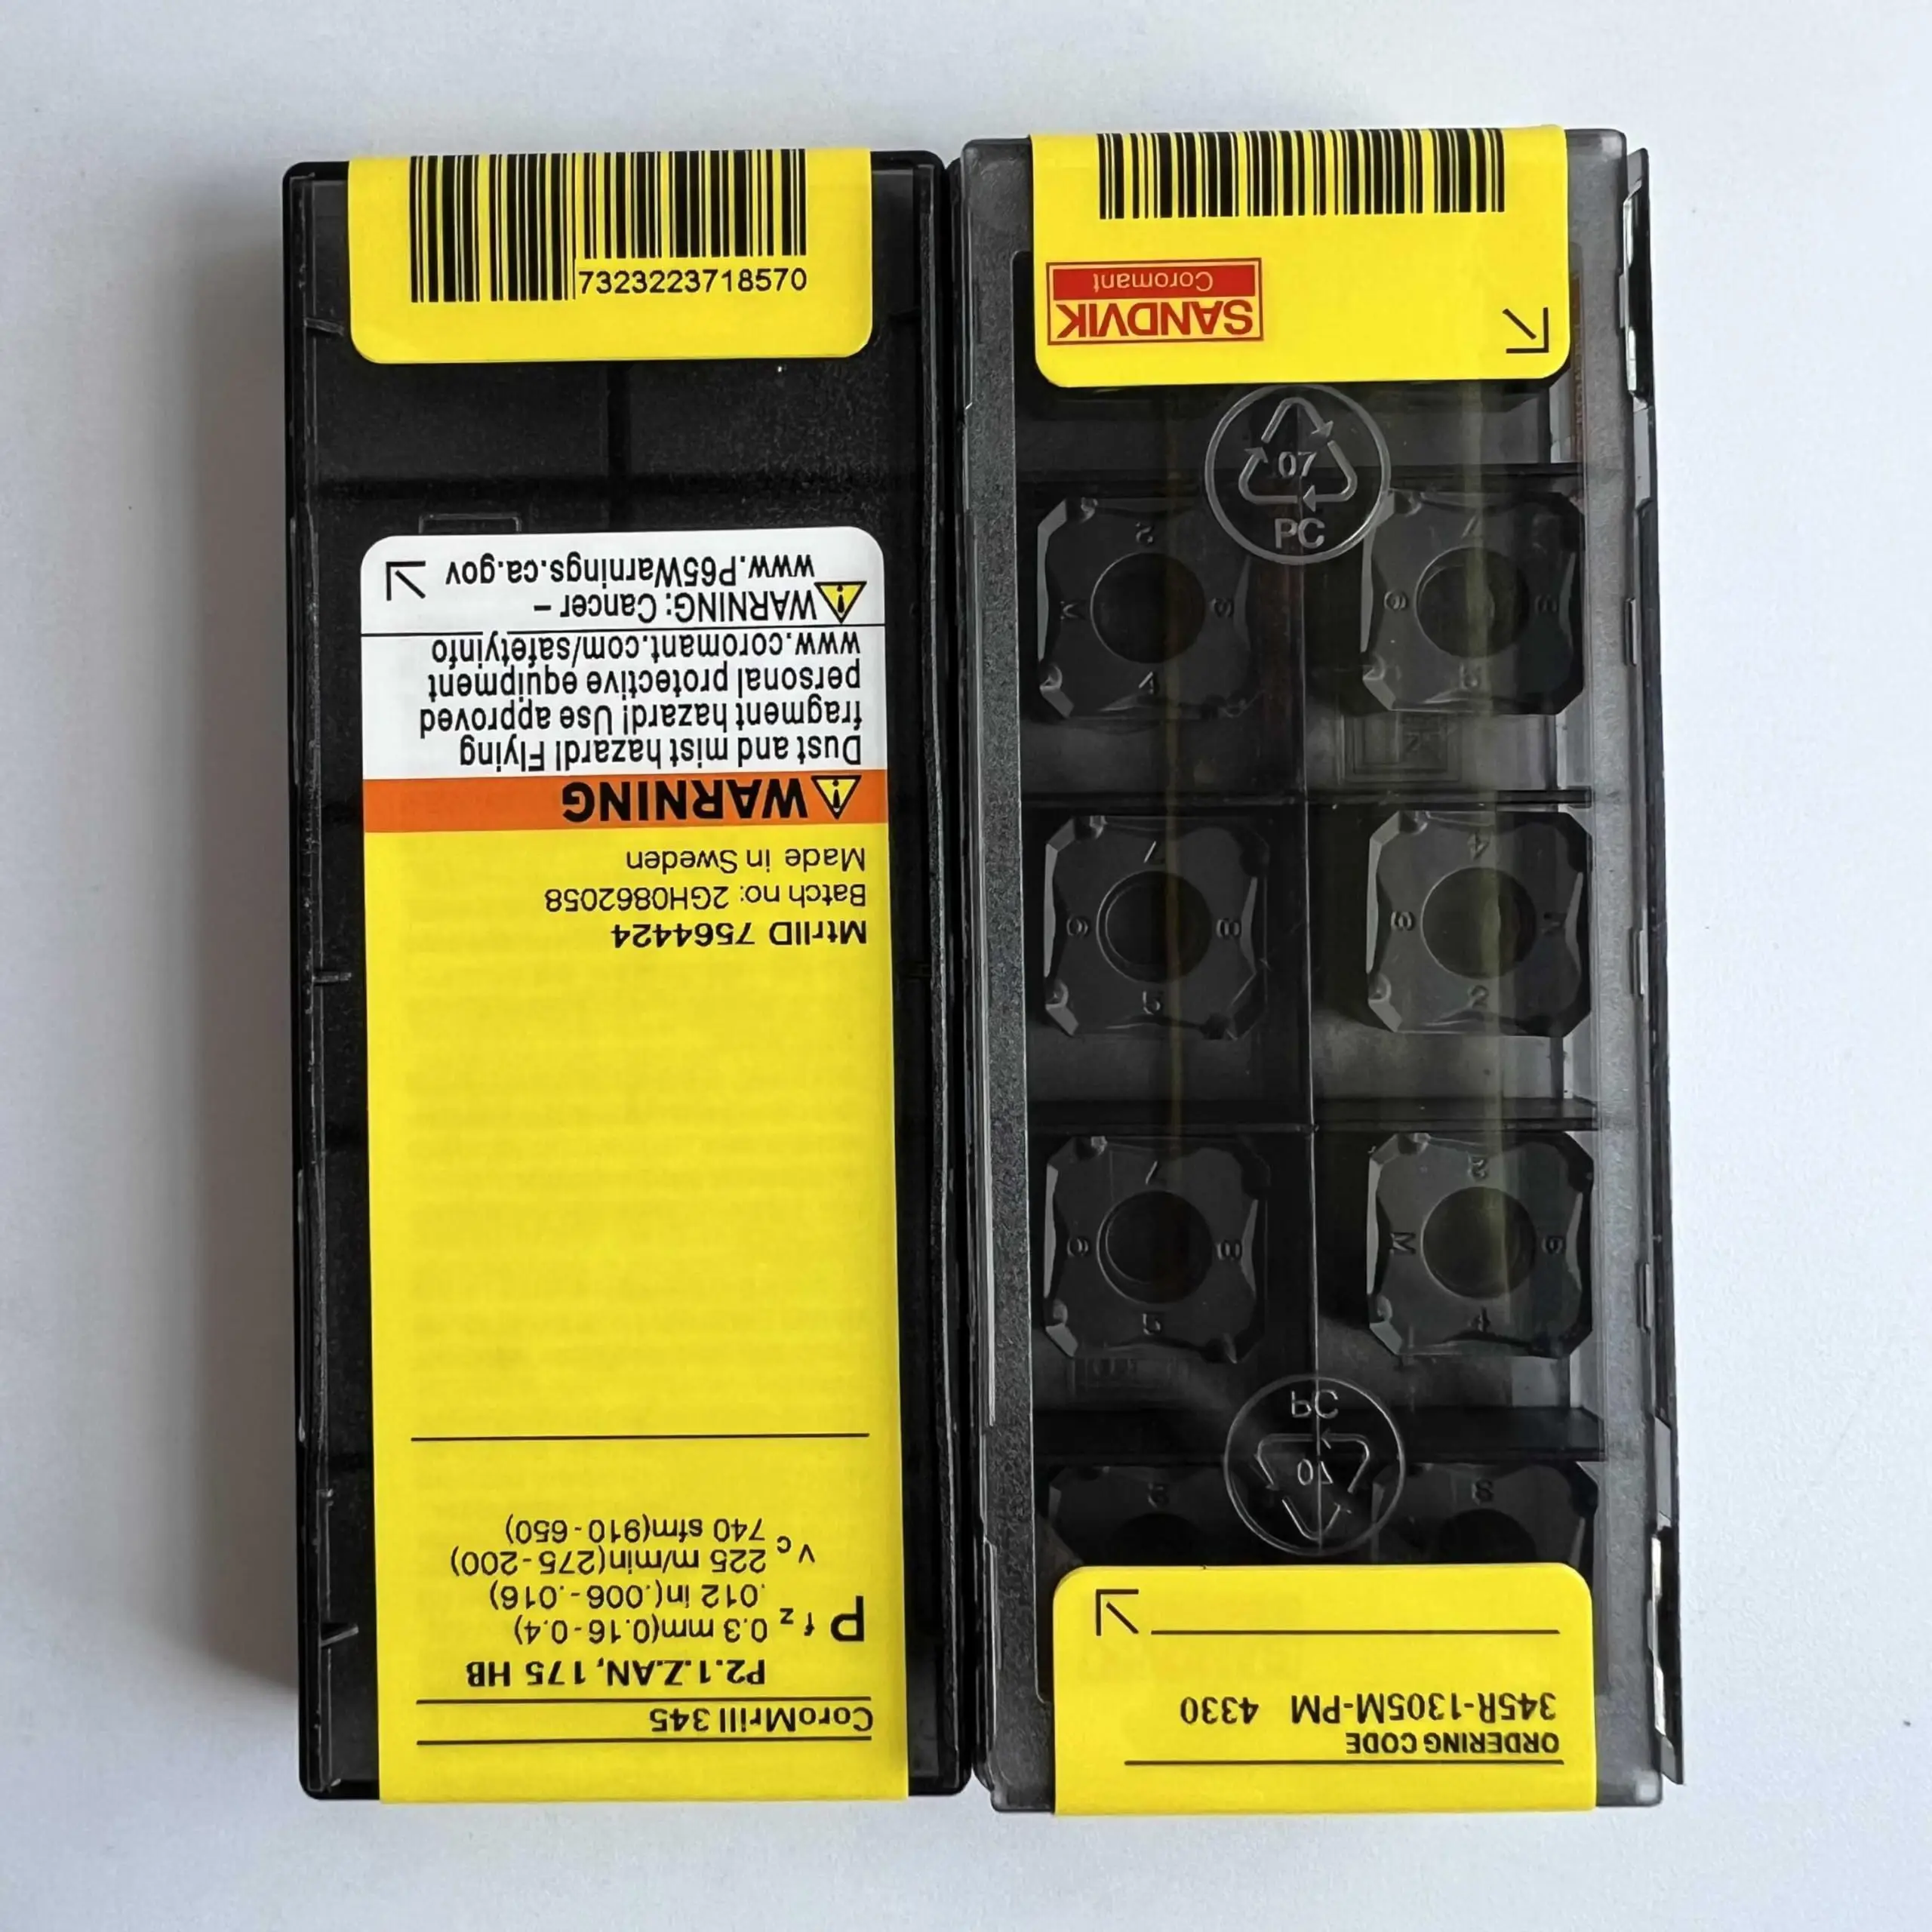 7323223718570
CoroMill 345
P2.1.Z.AN, 175 HB
P fz 0.3 mm(0.16-0.4)
.012 in(.006-.016)
vc 225 m/min(275-200)
740 sfm(910-650)
MtrlID 7564424
Batch no: 2GH0862058
Made in Sweden
WARNING
Dust and mist hazard! Flying
fragment hazard! Use approved
personal protective equipment
www.coromant.com/safetyinfo
WARNING: Cancer –
www.P65Warnings.ca.gov
ORDERING CODE
345R-1305M-PM 4330
SANDVIK
Coromant
07
PC
07
PC